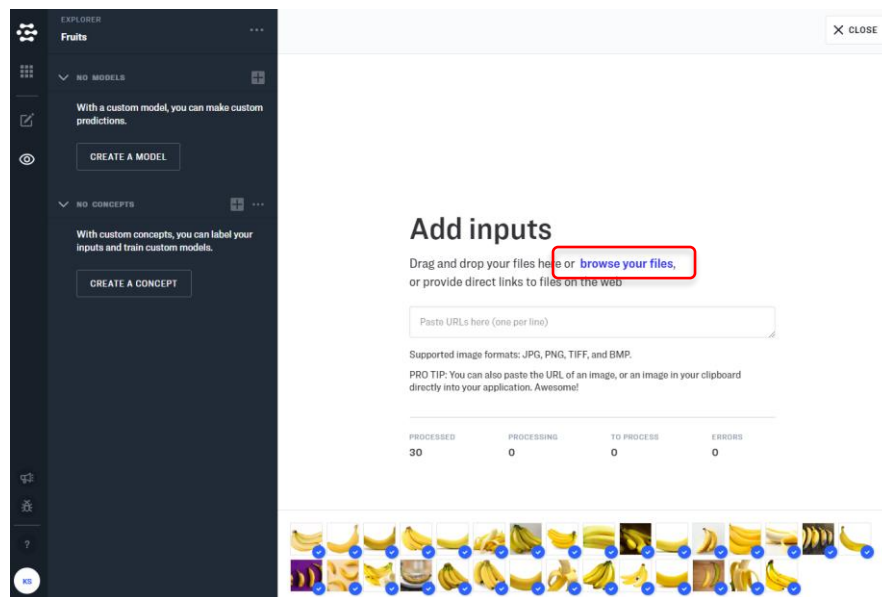 EXPLORER
Fruits
NO MODELS
With a custom model, you can make custom
predictions.
CREATE A MODEL
NO CONCEPTS
With custom concepts, you can label your
inputs and train custom models.
CREATE A CONCEPT
?
KS
CLOSE
Add inputs
Drag and drop your files here or browse your files,
or provide direct links to files on the web
Paste URLs here (one per line)
Supported image formats: JPG, PNG, TIFF, and BMP.
PRO TIP: You can also paste the URL of an image, or an image in your clipboard
directly into your application. Awesome!
PROCESSED PROCESSING TO PROCESS ERRORS
30 0 0 0